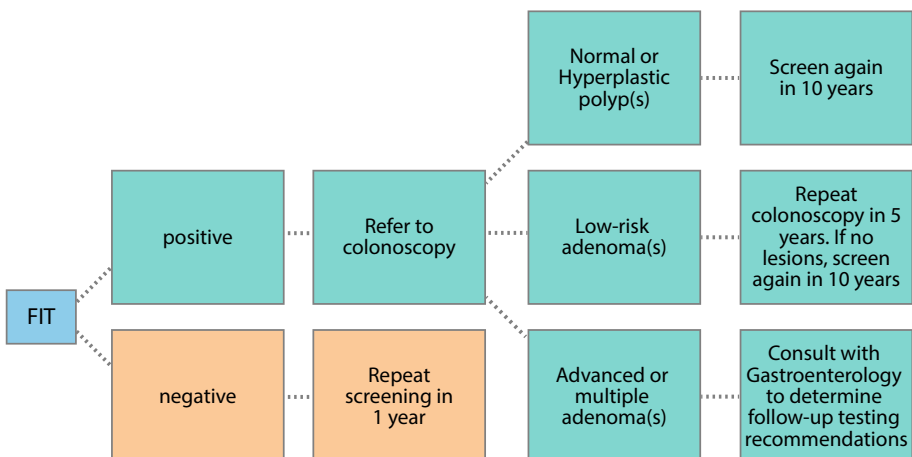 Normal or
Hyperplastic
polyp(s)
Screen again
in 10 years
positive
Refer to
colonoscopy
Low-risk
adenoma(s)
Repeat
colonoscopy in 5
years. If no
lesions, screen
again in 10 years
FIT
negative
Repeat
screening in
1 year
Advanced or
multiple
adenoma(s)
Consult with
Gastroenterology
to determine
follow-up testing
recommendations